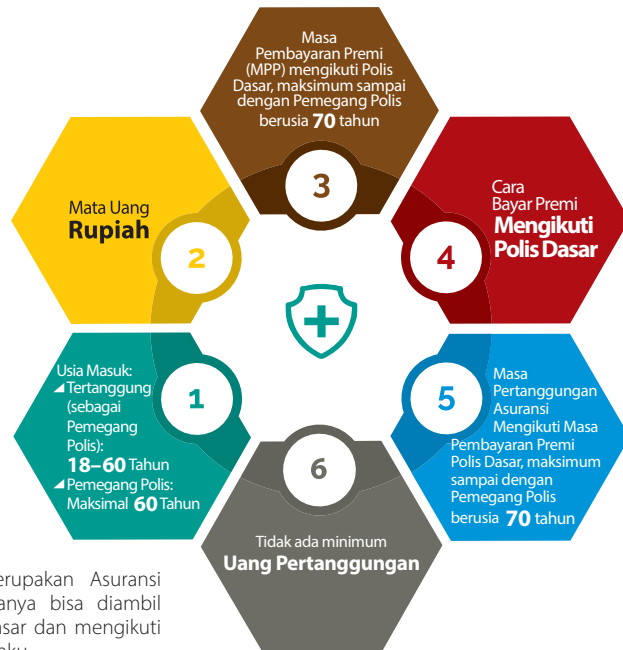 Masa
Pembayaran Premi
(MPP) mengikuti Polis
Dasar, maksimum sampai
dengan Pemegang Polis
berusia 70 tahun
3
Mata Uang
Rupiah
2
Cara
Bayar Premi
Mengikuti
Polis Dasar
4
Usia Masuk:
Tertanggung
(sebagai
Pemegang
Polis):
18–60 Tahun
Pemegang Polis:
Maksimal 60 Tahun
1
5
Masa
Pertanggungan
Asuransi
Mengikuti Masa
Pembayaran Premi
Polis Dasar, maksimum
sampai dengan
Pemegang Polis
berusia 70 tahun
6
Tidak ada minimum
Uang Pertanggungan
Asuransi
bisa diambil
dan mengikuti